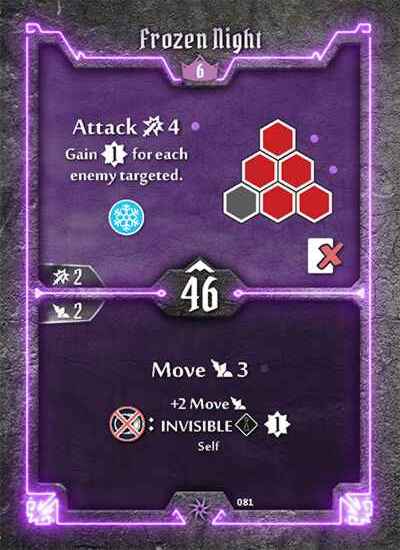 Frozen Night
6
Attack 4
Gain 1 for each
enemy targeted.
2
46
2
Move 3
+2 Move
: INVISIBLE 1
Self
081